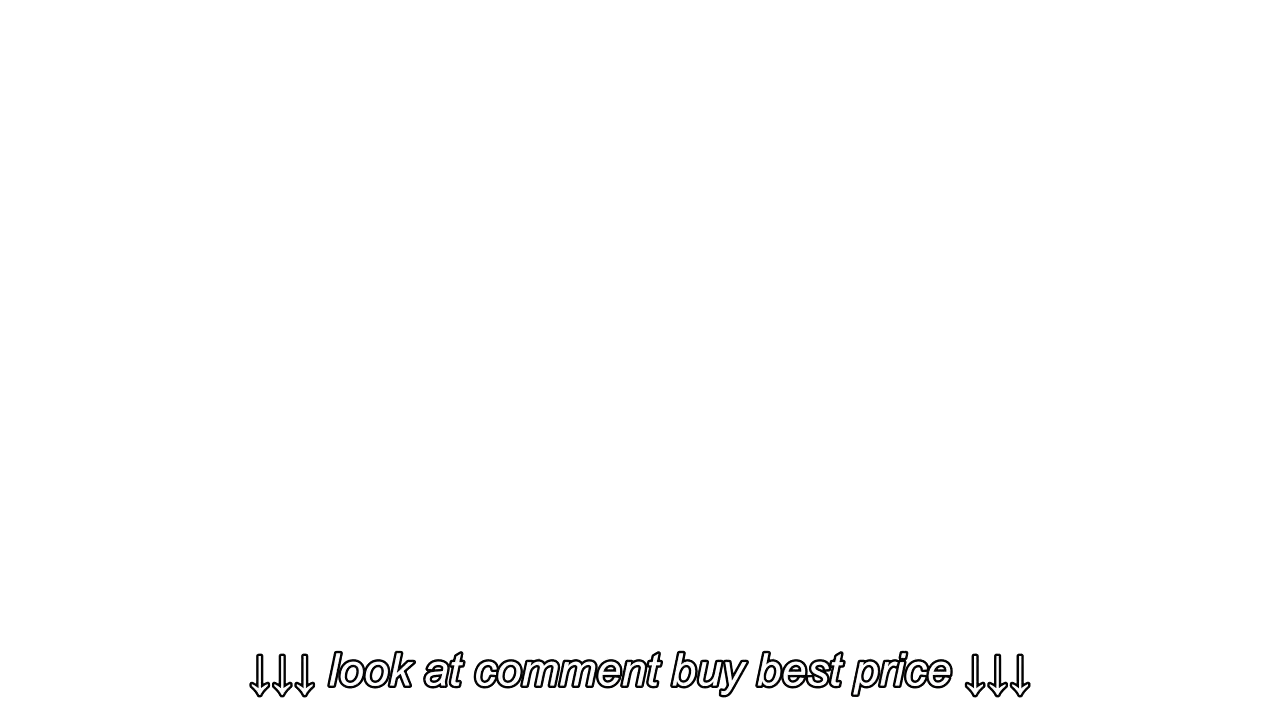 ↓↓↓ look at comment buy best price ↓↓↓